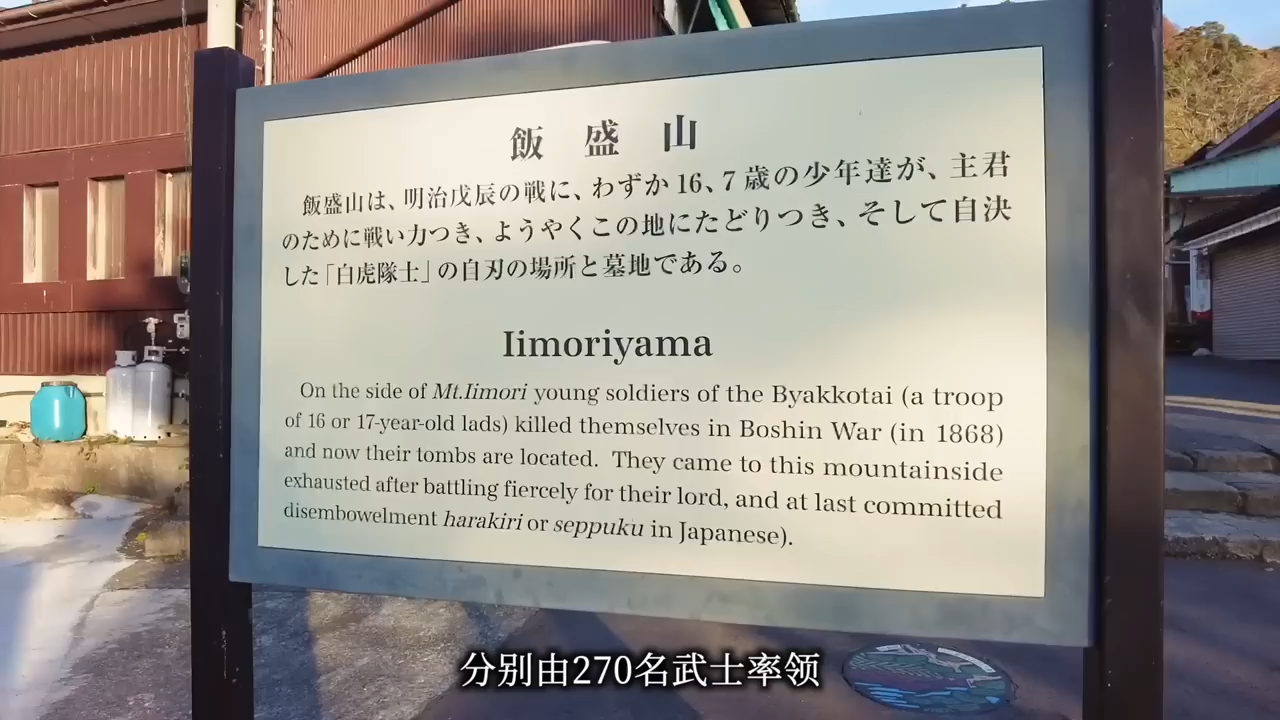 飯盛山
飯盛山は、明治戊辰の戦に、わずか16、7歳の少年達が、主君
のために戦い力つき、ようやくこの地にたどりつき、そして自決
した「白虎隊士」の自刃の場所と墓地である。
Iimoriyama
On the side of Mt.Iimori young soldiers of the Byakkotai (a troop
of 16 or 17-year-old lads) killed themselves in Boshin War (in 1868)
and now their tombs are located. They came to this mountainside
exhausted after battling fiercely for their lord, and at last committed
disembowelment harakiri or seppuku in Japanese).
分别由270名武士率领